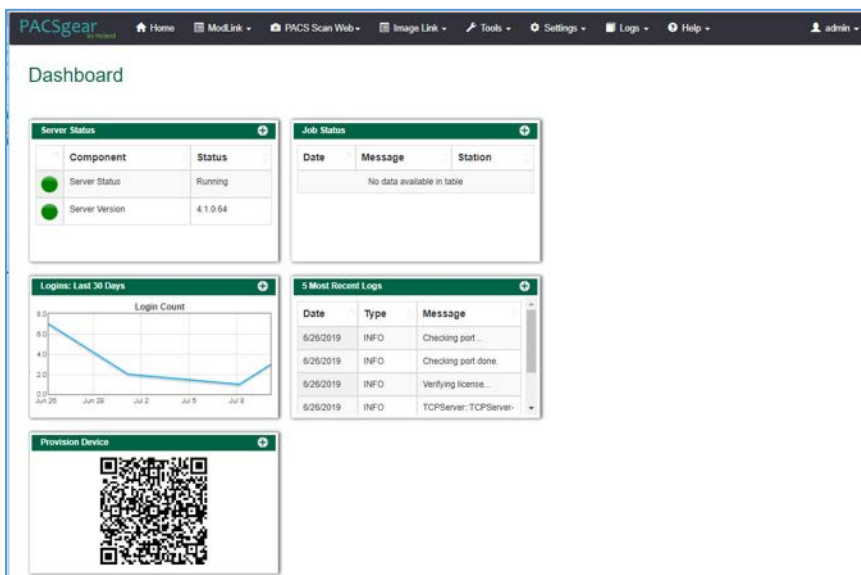 PACSgear
by Hyland
Home ModLink PACS Scan Web Image Link Tools Settings Logs Help admin
Dashboard
Server Status
Component Status
Server Status Running
Server Version 4.1.0.64
Job Status
Date Message Station
No data available in table
Logins: Last 30 Days
Login Count
8.0
6.0
4.0
2.0
0.0
Jun 26 Jun 29 Jul 2 Jul 5 Jul 8
5 Most Recent Logs
Date Type Message
6/26/2019 INFO Checking port ...
6/26/2019 INFO Checking port done.
6/26/2019 INFO Verifying license...
6/26/2019 INFO TCPServer::TCPServer-
Provision Device